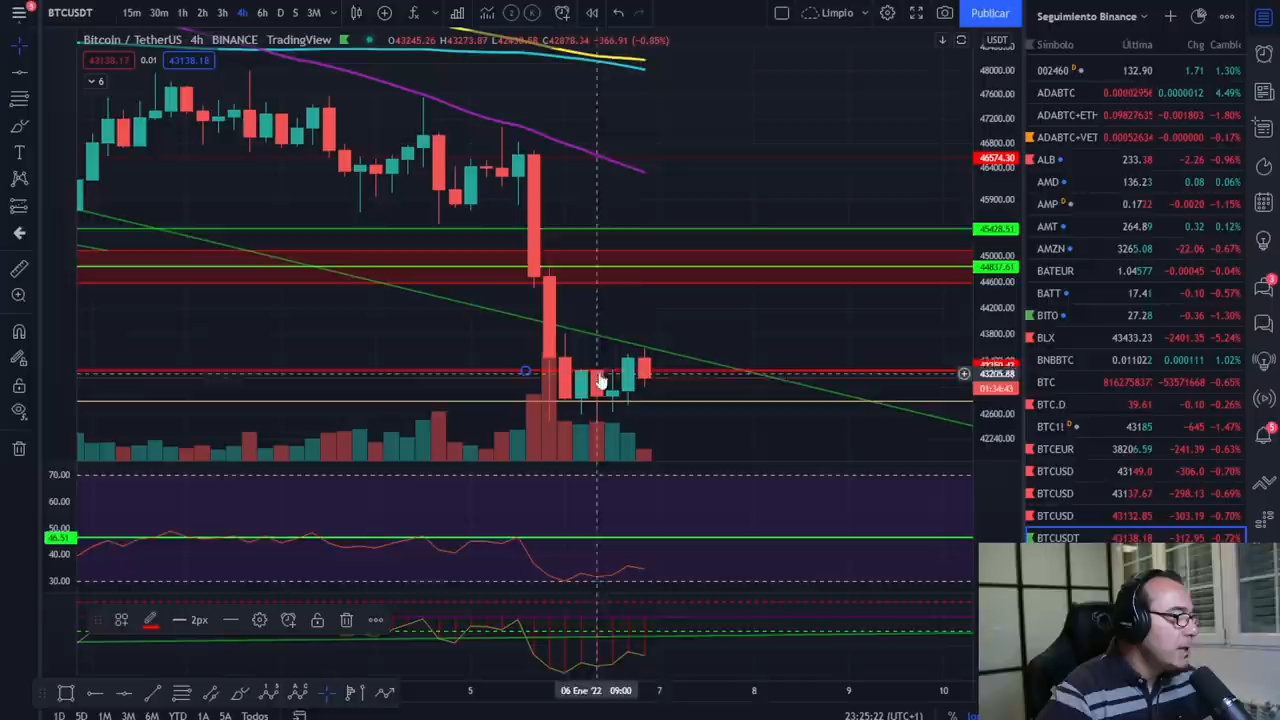 BTCUSDT 15m 1h 2h 3h 4h 6h D 5 3M Limpio Publicar
Bitcoin / TetherUS 4h BINANCE TradingView O43245.26 H43273.87 C42878.34 -366.91 (-0.85%)
43138.17 0.01 43138.18
6
USDT
48000.00
47600.00
47200.00
46800.00
46574.30
46400.00
45900.00
45428.51
45000.00
44837.61
44600.00
44200.00
43800.00
43205.88
01:34:43
42600.00
42240.00
70.00
60.00
50.00
46.51
40.00
30.00
2px
5 06 Ene '22 09:00 7 8 9 10
1D 5D 1M 3M 6M YTD 1A 5A Todos 23:25:22 (UTC+1) %
Seguimiento Binance
Símbolo Última Chg Cambic
002460 D 132.90 1.71 1.30%
ADABTC 0.00002956 0.0000012 4.49%
ADABTC+ETH 0.09827635 -0.001803 -1.80%
ADABTC+VET 0.00052634 -0.000000 -0.17%
ALB 233.38 -2.26 -0.96%
AMD 136.23 0.08 0.06%
AMP D 0.1722 -0.0020 -1.15%
AMT 264.89 0.32 0.12%
AMZN 3265.08 -22.06 -0.67%
BATEUR 1.04577 -0.00045 -0.04%
BATT 17.41 -0.10 -0.57%
BITO 27.28 -0.36 -1.30%
BLX 43433.23 -2401.35 -5.24%
BNBBTC 0.011022 0.000112 1.02%
BTC 816275837 -53571668 -0.65%
BTC.D 39.61 -0.10 -0.26%
BTC1! D 43185 -645 -1.47%
BTCEUR 38206.59 -241.39 -0.63%
BTCUSD 43149.0 -306.0 -0.70%
BTCUSD 43137.67 -298.13 -0.69%
BTCUSD 43132.85 -303.19 -0.70%
BTCUSDT 43138.18 -312.95 -0.72%